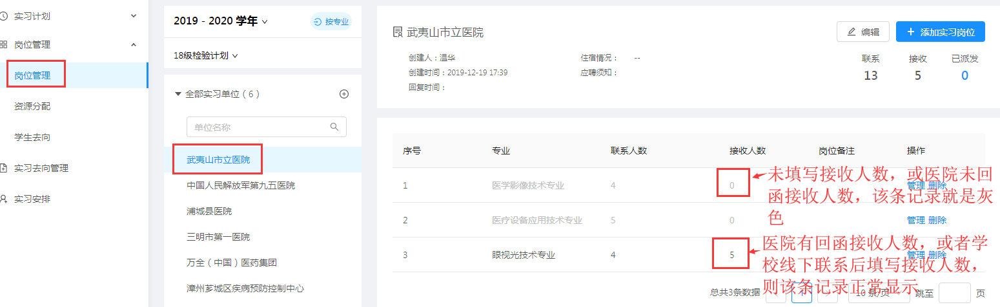 实习计划
岗位管理
岗位管理
资源分配
学生去向
实习去向管理
实习安排
2019 - 2020 学年
按专业
18级检验计划
全部实习单位（6）
单位名称
武夷山市立医院
中国人民解放军第九五医院
浦城县医院
三明市第一医院
万全（中国）医药集团
漳州芗城区疾病预防控制中心
武夷山市立医院
编辑
添加实习岗位
创建人：温华
住宿情况： --
创建时间：2019-12-19 17:39
应聘须知：
回复时间：
联系 接收 已派发
13 5 0
序号 专业 联系人数 接收人数 岗位备注 操作
1 医学影像技术专业 4 0 管理 删除
2 医疗设备应用技术专业 5 0 管理 删除
3 眼视光技术专业 4 5 管理 删除
未填写接收人数，或医院未回
函接收人数，该条记录就是灰
色
医院有回函接收人数，或者学
校线下联系后填写接收人数，
则该条记录正常显示
总共3条数据 1 10 条/页 跳至 页